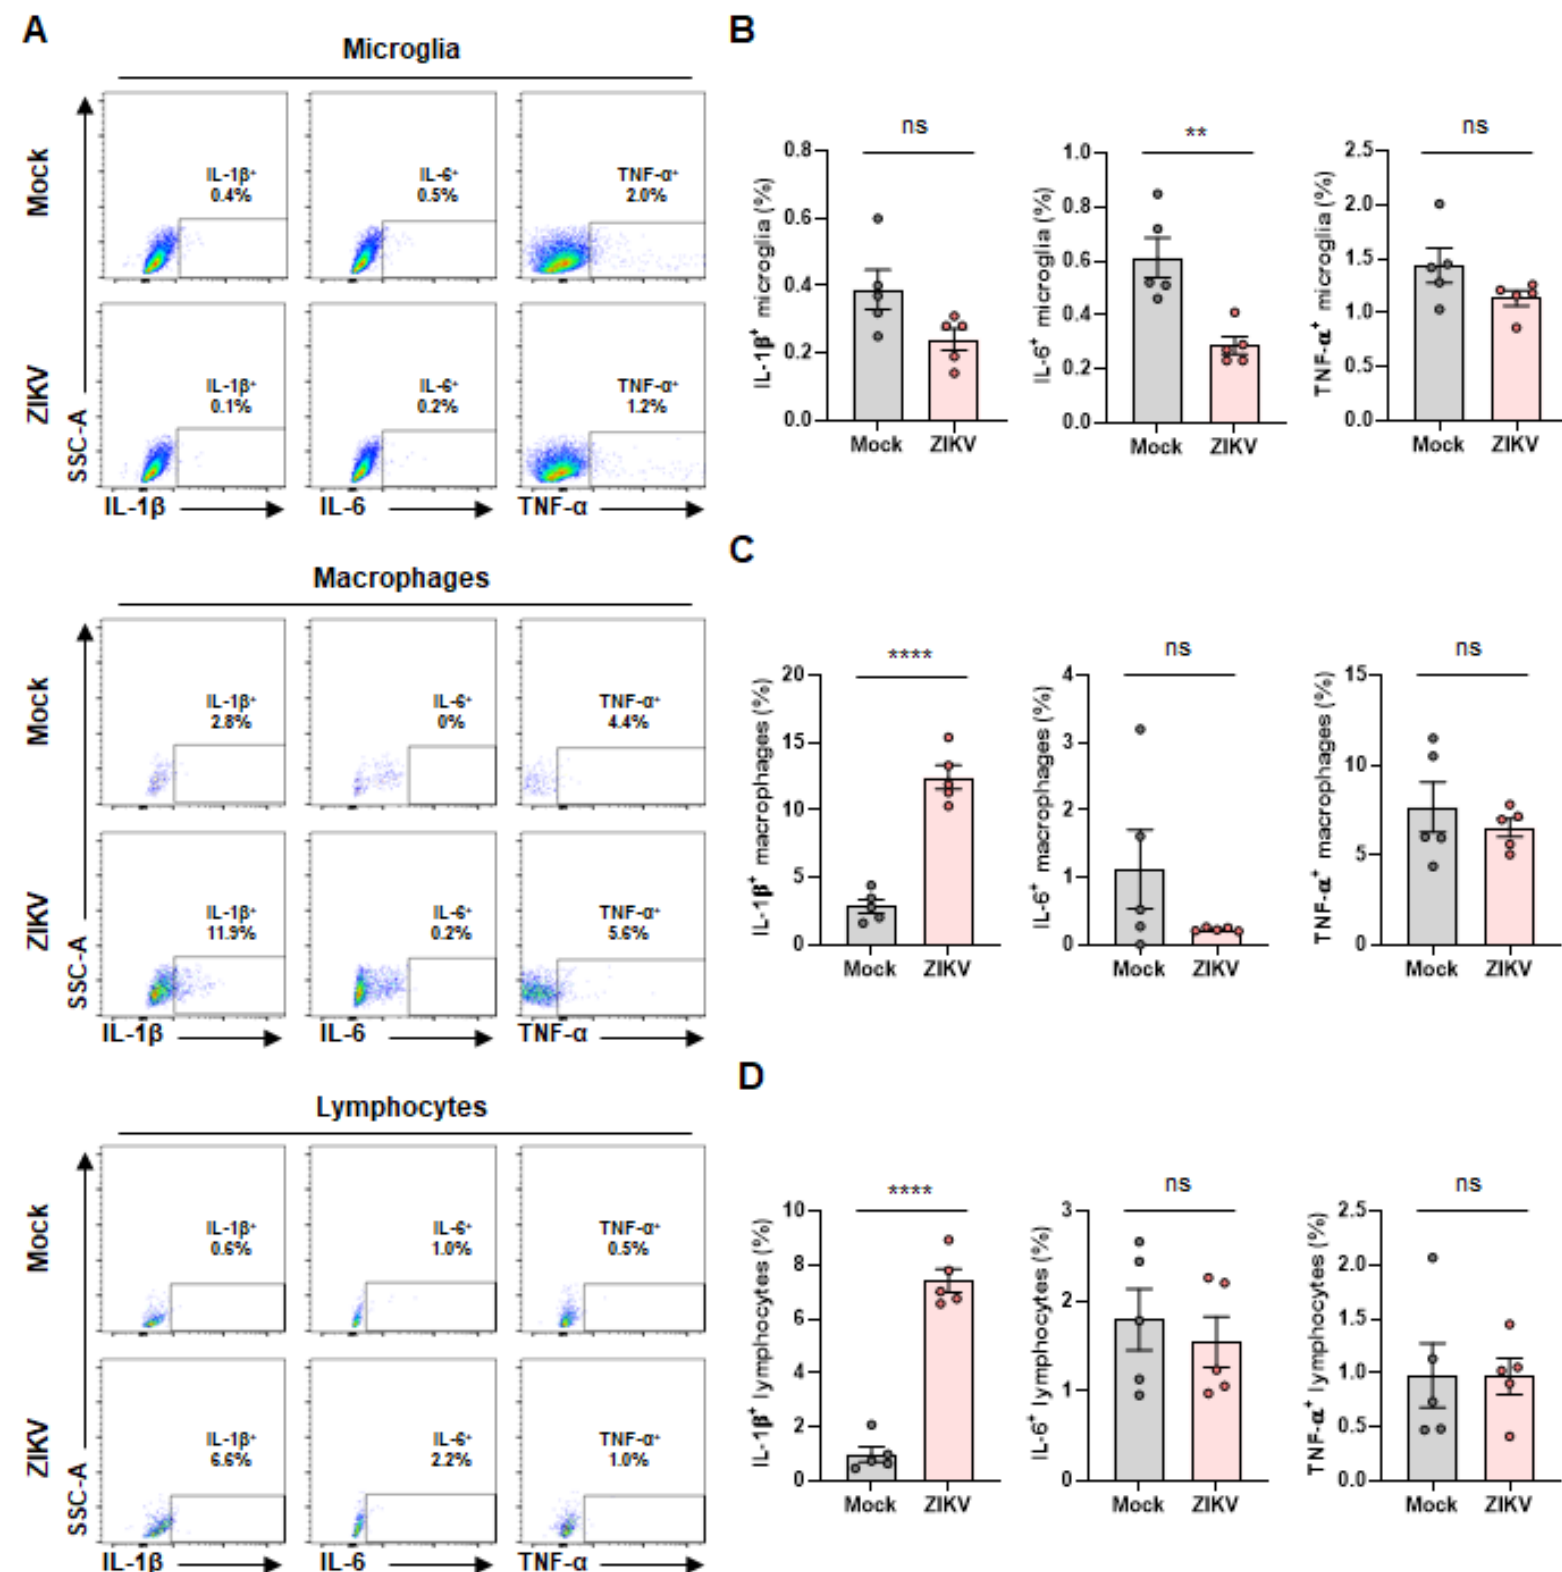 A
Microglia
Mock
IL-1β⁺
0.4%
IL-6⁺
0.5%
TNF-α⁺
2.0%
ZIKV
SSC-A
IL-1β⁺
0.1%
IL-6⁺
0.2%
TNF-α⁺
1.2%
IL-1β
IL-6
TNF-α
Macrophages
Mock
IL-1β⁺
2.8%
IL-6⁺
0%
TNF-α⁺
4.4%
ZIKV
SSC-A
IL-1β⁺
11.9%
IL-6⁺
0.2%
TNF-α⁺
5.6%
IL-1β
IL-6
TNF-α
Lymphocytes
Mock
IL-1β⁺
0.6%
IL-6⁺
1.0%
TNF-α⁺
0.5%
ZIKV
SSC-A
IL-1β⁺
6.6%
IL-6⁺
2.2%
TNF-α⁺
1.0%
IL-1β
IL-6
TNF-α
B
ns
IL-1β⁺ microglia (%)
0.8
0.6
0.4
0.2
0.0
Mock ZIKV
**
IL-6⁺ microglia (%)
1.0
0.8
0.6
0.4
0.2
0.0
Mock ZIKV
ns
TNF-α⁺ microglia (%)
2.5
2.0
1.5
1.0
0.5
0.0
Mock ZIKV
C
****
IL-1β⁺ macrophages (%)
20
15
10
5
0
Mock ZIKV
ns
IL-6⁺ macrophages (%)
4
3
2
1
0
Mock ZIKV
ns
TNF-α⁺ macrophages (%)
15
10
5
0
Mock ZIKV
D
****
IL-1β⁺ lymphocytes (%)
10
8
6
4
2
0
Mock ZIKV
ns
IL-6⁺ lymphocytes (%)
3
2
1
0
Mock ZIKV
ns
TNF-α⁺ lymphocytes (%)
2.5
2.0
1.5
1.0
0.5
0.0
Mock ZIKV